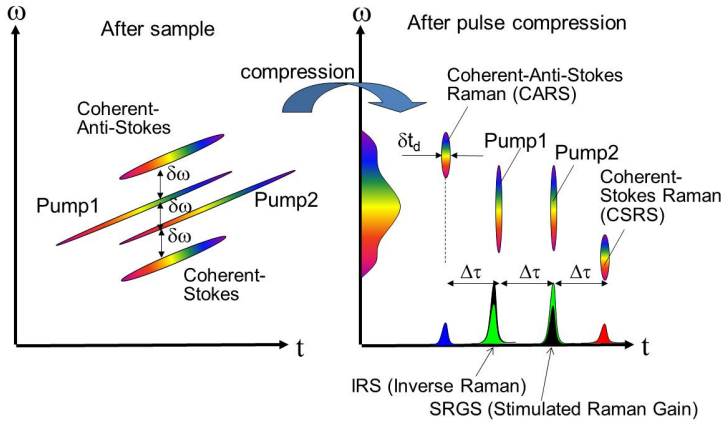 ω
After sample
Coherent-
Anti-Stokes
δω
Pump1
δω
Pump2
δω
Coherent-
Stokes
t
compression
ω
After pulse compression
Coherent-Anti-Stokes
Raman (CARS)
δtd
Pump1
Pump2
Coherent-
Stokes Raman
(CSRS)
Δτ
Δτ
Δτ
t
IRS (Inverse Raman)
SRGS (Stimulated Raman Gain)